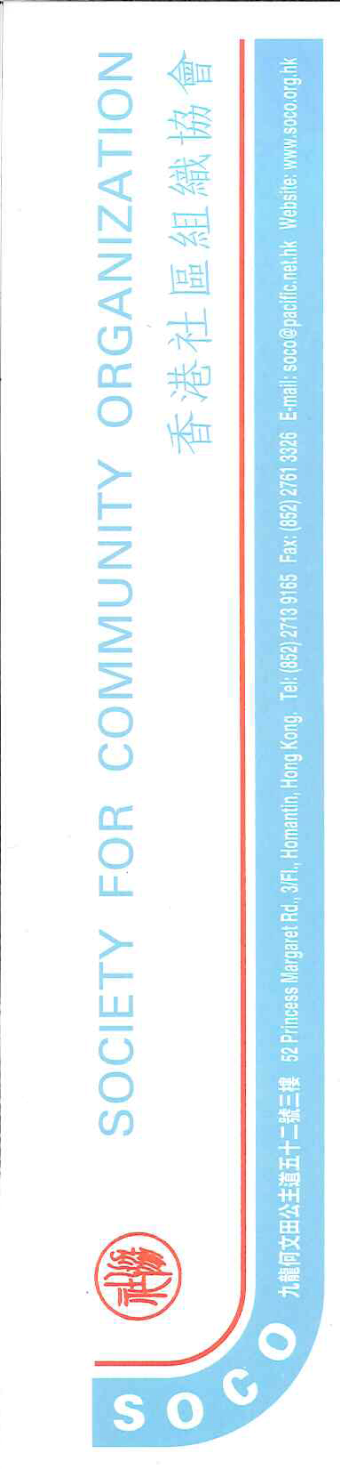 SOCIETY FOR COMMUNITY ORGANIZATION
香港社區組織協會
社協
SOCO
九龍何文田公主道五十二號三樓 52 Princess Margaret Rd., 3/Fl., Homantin, Hong Kong. Tel: (852) 2713 9165 Fax: (852) 2761 3326 E-mail: soco@pacific.net.hk Website: www.soco.org.hk